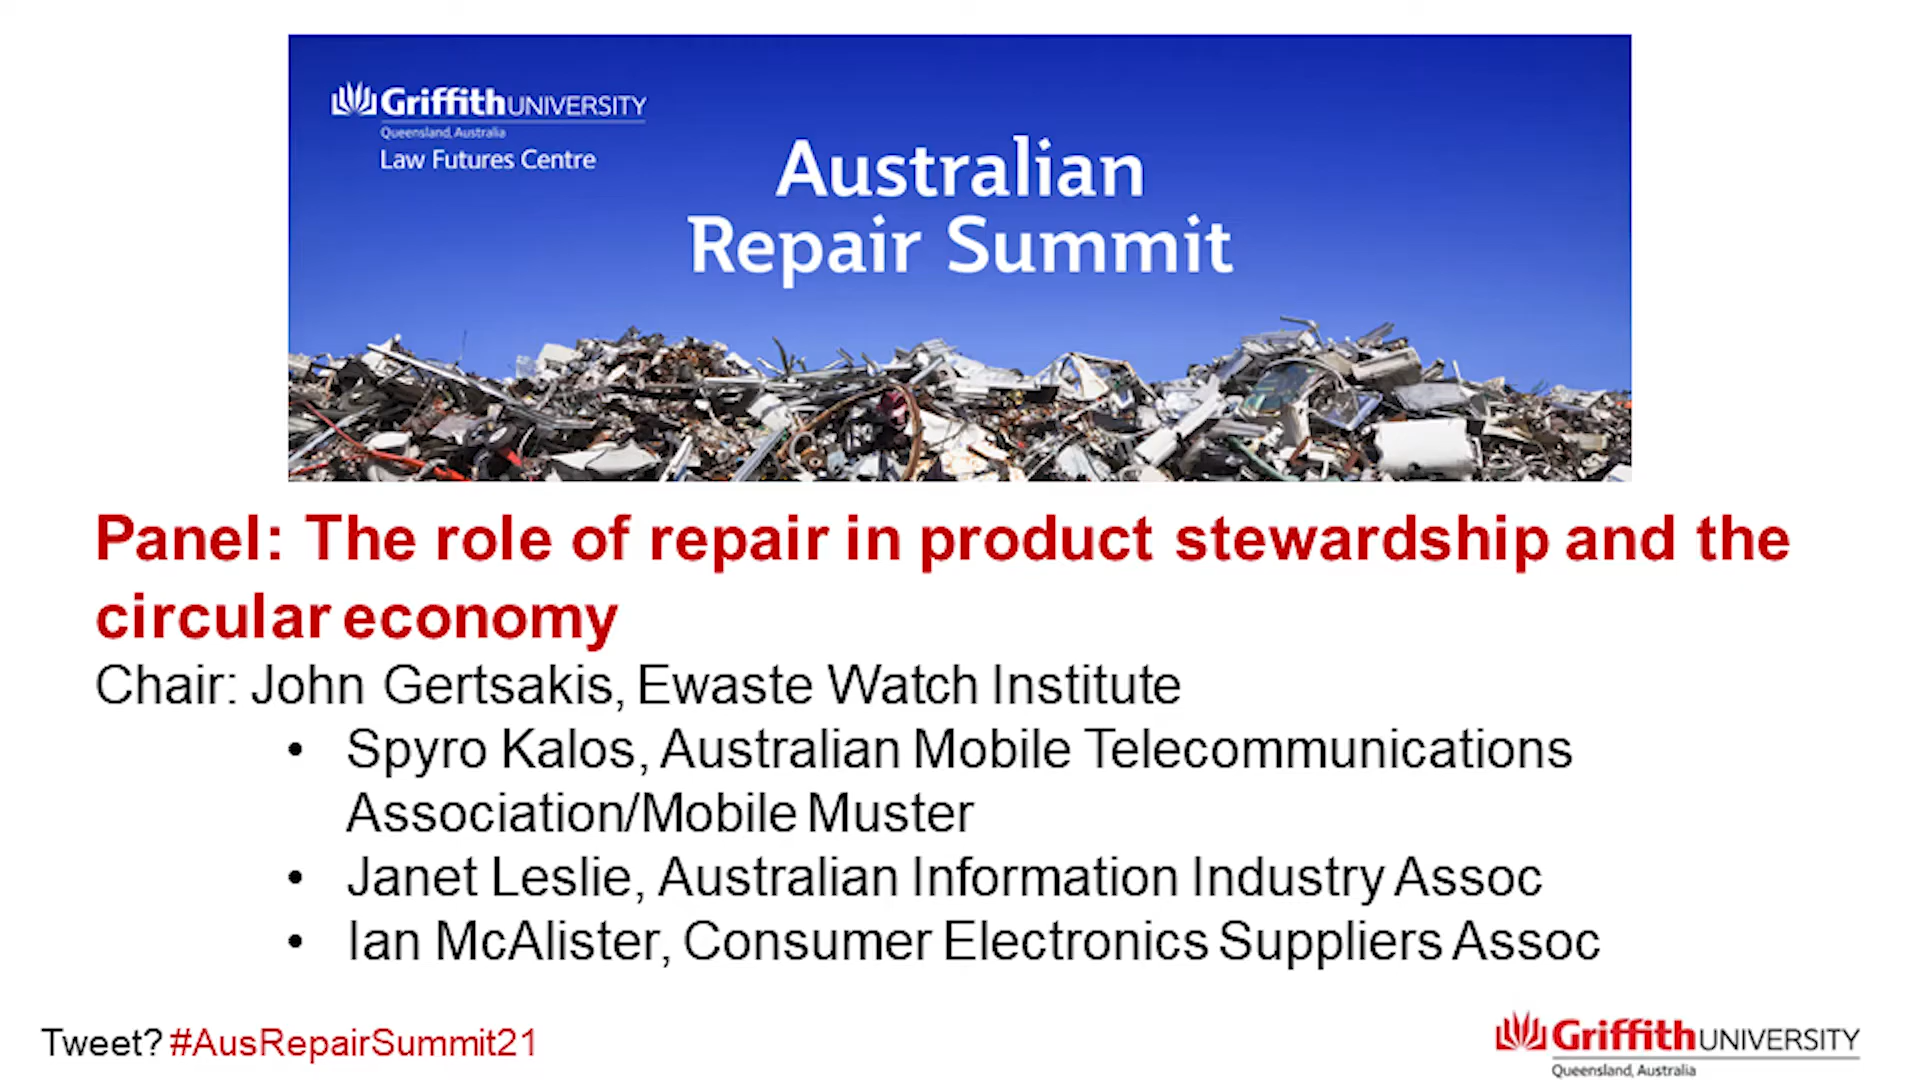 Griffith UNIVERSITY
Queensland, Australia
Law Futures Centre
Australian
Repair Summit
Panel: The role of repair in product stewardship and the
circular economy
Chair: John Gertsakis, Ewaste Watch Institute
• Spyro Kalos, Australian Mobile Telecommunications
Association/Mobile Muster
• Janet Leslie, Australian Information Industry Assoc
• Ian McAlister, Consumer Electronics Suppliers Assoc
Tweet? #AusRepairSummit21
Griffith UNIVERSITY
Queensland, Australia